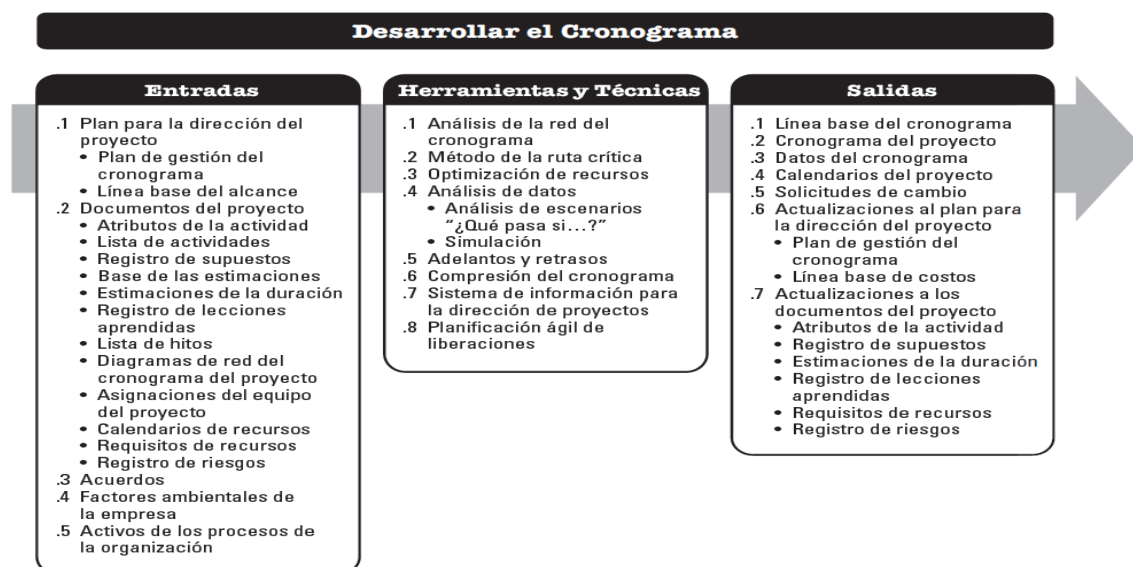 Desarrollar el Cronograma
Entradas
.1 Plan para la dirección del
proyecto
• Plan de gestión del
cronograma
• Línea base del alcance
.2 Documentos del proyecto
• Atributos de la actividad
• Lista de actividades
• Registro de supuestos
• Base de las estimaciones
• Estimaciones de la duración
• Registro de lecciones
aprendidas
• Lista de hitos
• Diagramas de red del
cronograma del proyecto
• Asignaciones del equipo
del proyecto
• Calendarios de recursos
• Requisitos de recursos
• Registro de riesgos
.3 Acuerdos
.4 Factores ambientales de
la empresa
.5 Activos de los procesos de
la organización
Herramientas y Técnicas
.1 Análisis de la red del
cronograma
.2 Método de la ruta crítica
.3 Optimización de recursos
.4 Análisis de datos
• Análisis de escenarios
“¿Qué pasa si...?”
• Simulación
.5 Adelantos y retrasos
.6 Compresión del cronograma
.7 Sistema de información para
la dirección de proyectos
.8 Planificación ágil de
liberaciones
Salidas
.1 Línea base del cronograma
.2 Cronograma del proyecto
.3 Datos del cronograma
.4 Calendarios del proyecto
.5 Solicitudes de cambio
.6 Actualizaciones al plan para
la dirección del proyecto
• Plan de gestión del
cronograma
• Línea base de costos
.7 Actualizaciones a los
documentos del proyecto
• Atributos de la actividad
• Registro de supuestos
• Estimaciones de la duración
• Registro de lecciones
aprendidas
• Requisitos de recursos
• Registro de riesgos